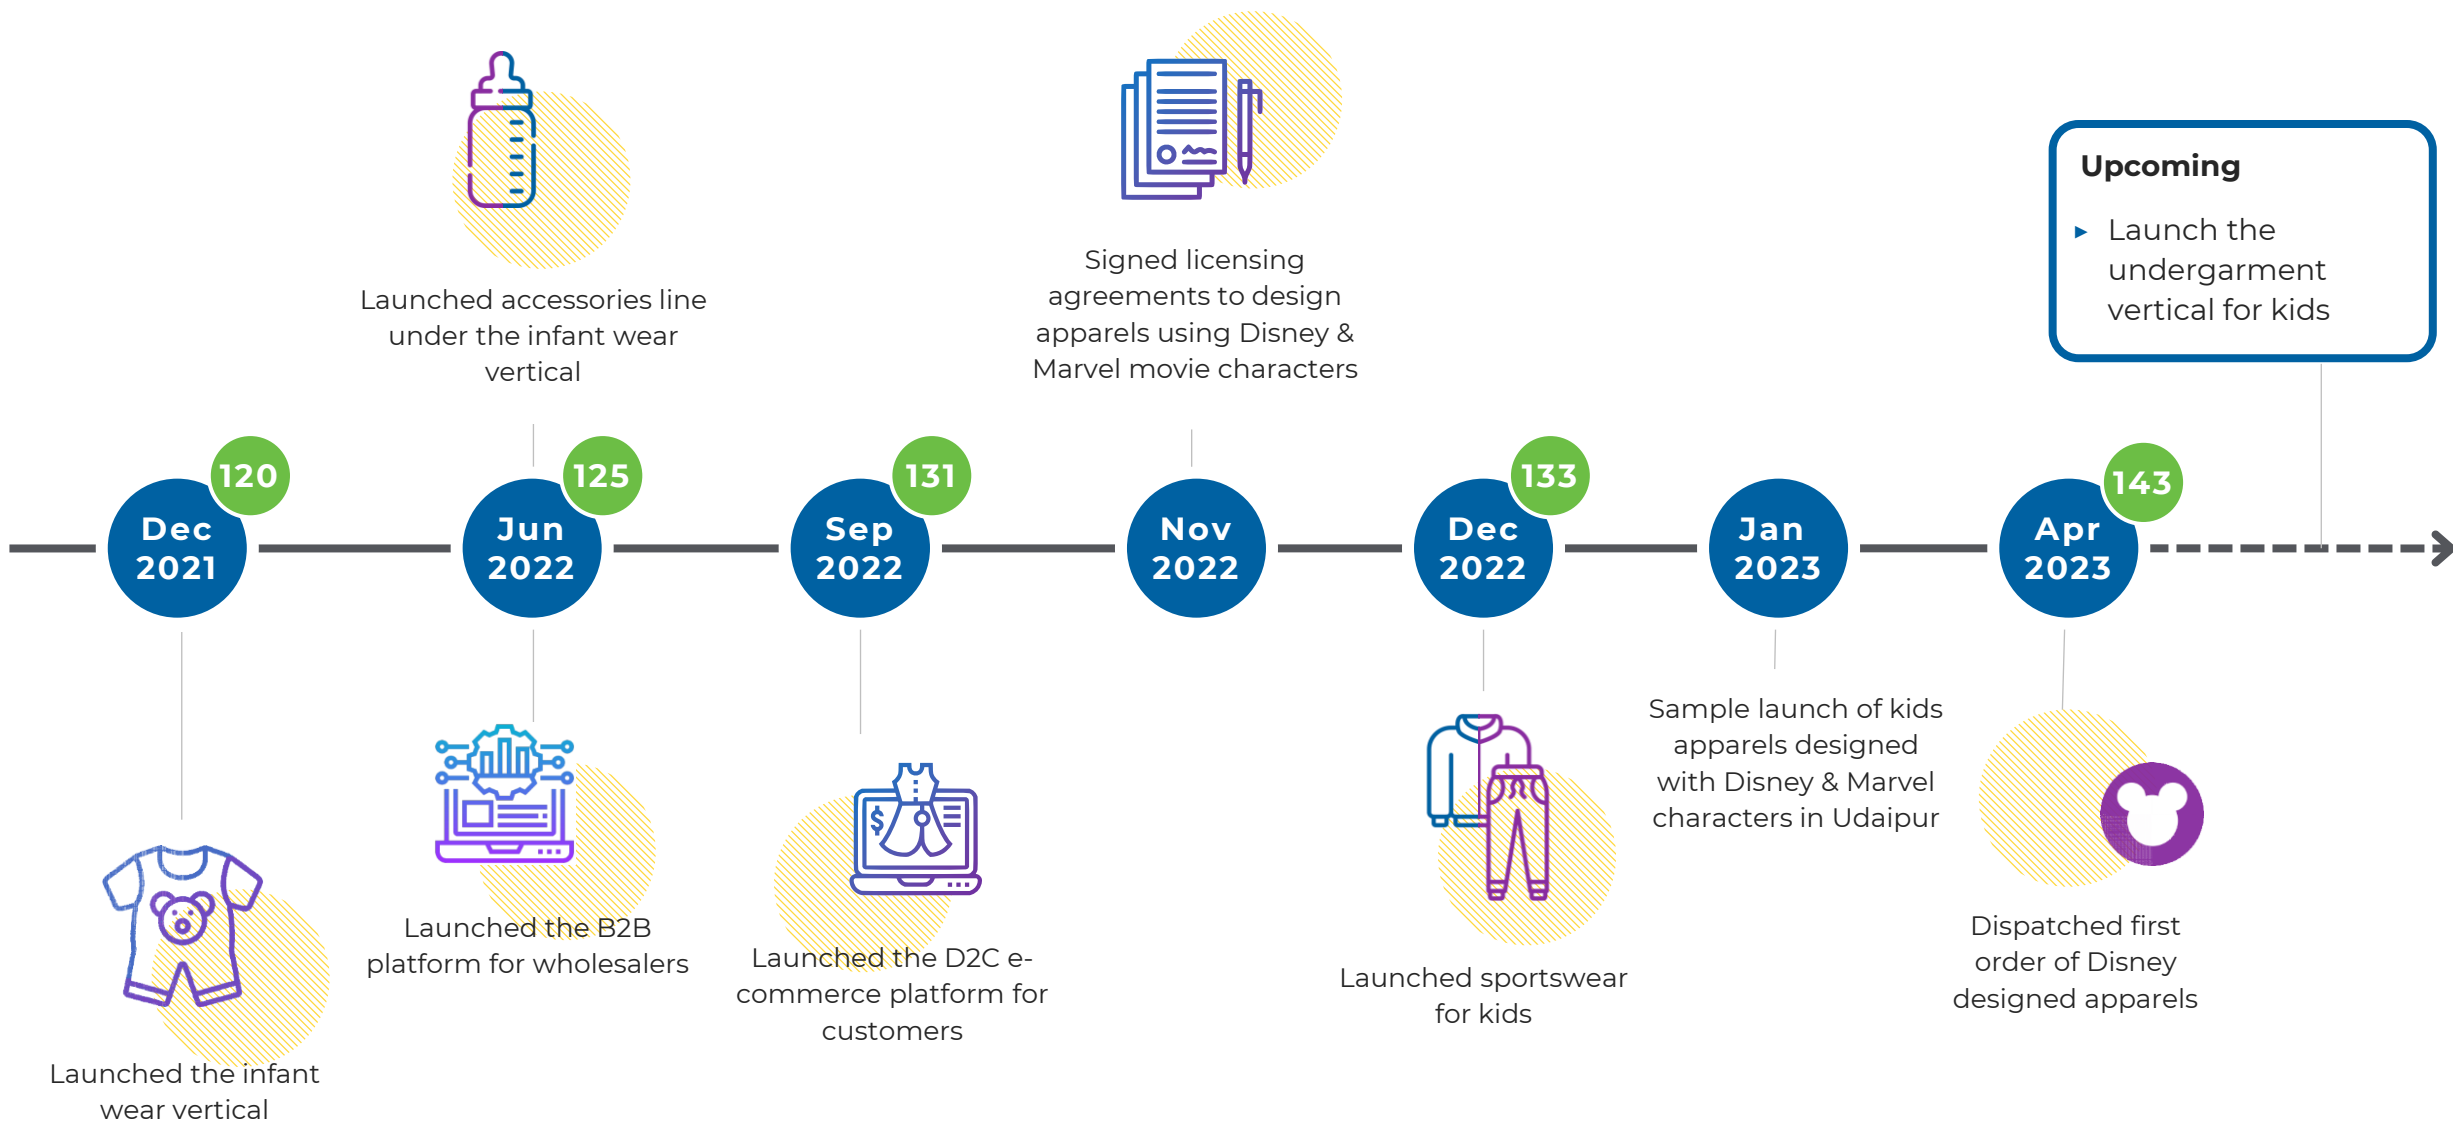 Launched accessories line
under the infant wear
vertical
Signed licensing
agreements to design
apparels using Disney &
Marvel movie characters
Upcoming
▸ Launch the
undergarment
vertical for kids
120
Dec
2021
125
Jun
2022
131
Sep
2022
Nov
2022
133
Dec
2022
Jan
2023
143
Apr
2023
Launched the infant
wear vertical
Launched the B2B
platform for wholesalers
$
Launched the D2C e-
commerce platform for
customers
Launched sportswear
for kids
Sample launch of kids
apparels designed
with Disney & Marvel
characters in Udaipur
Dispatched first
order of Disney
designed apparels